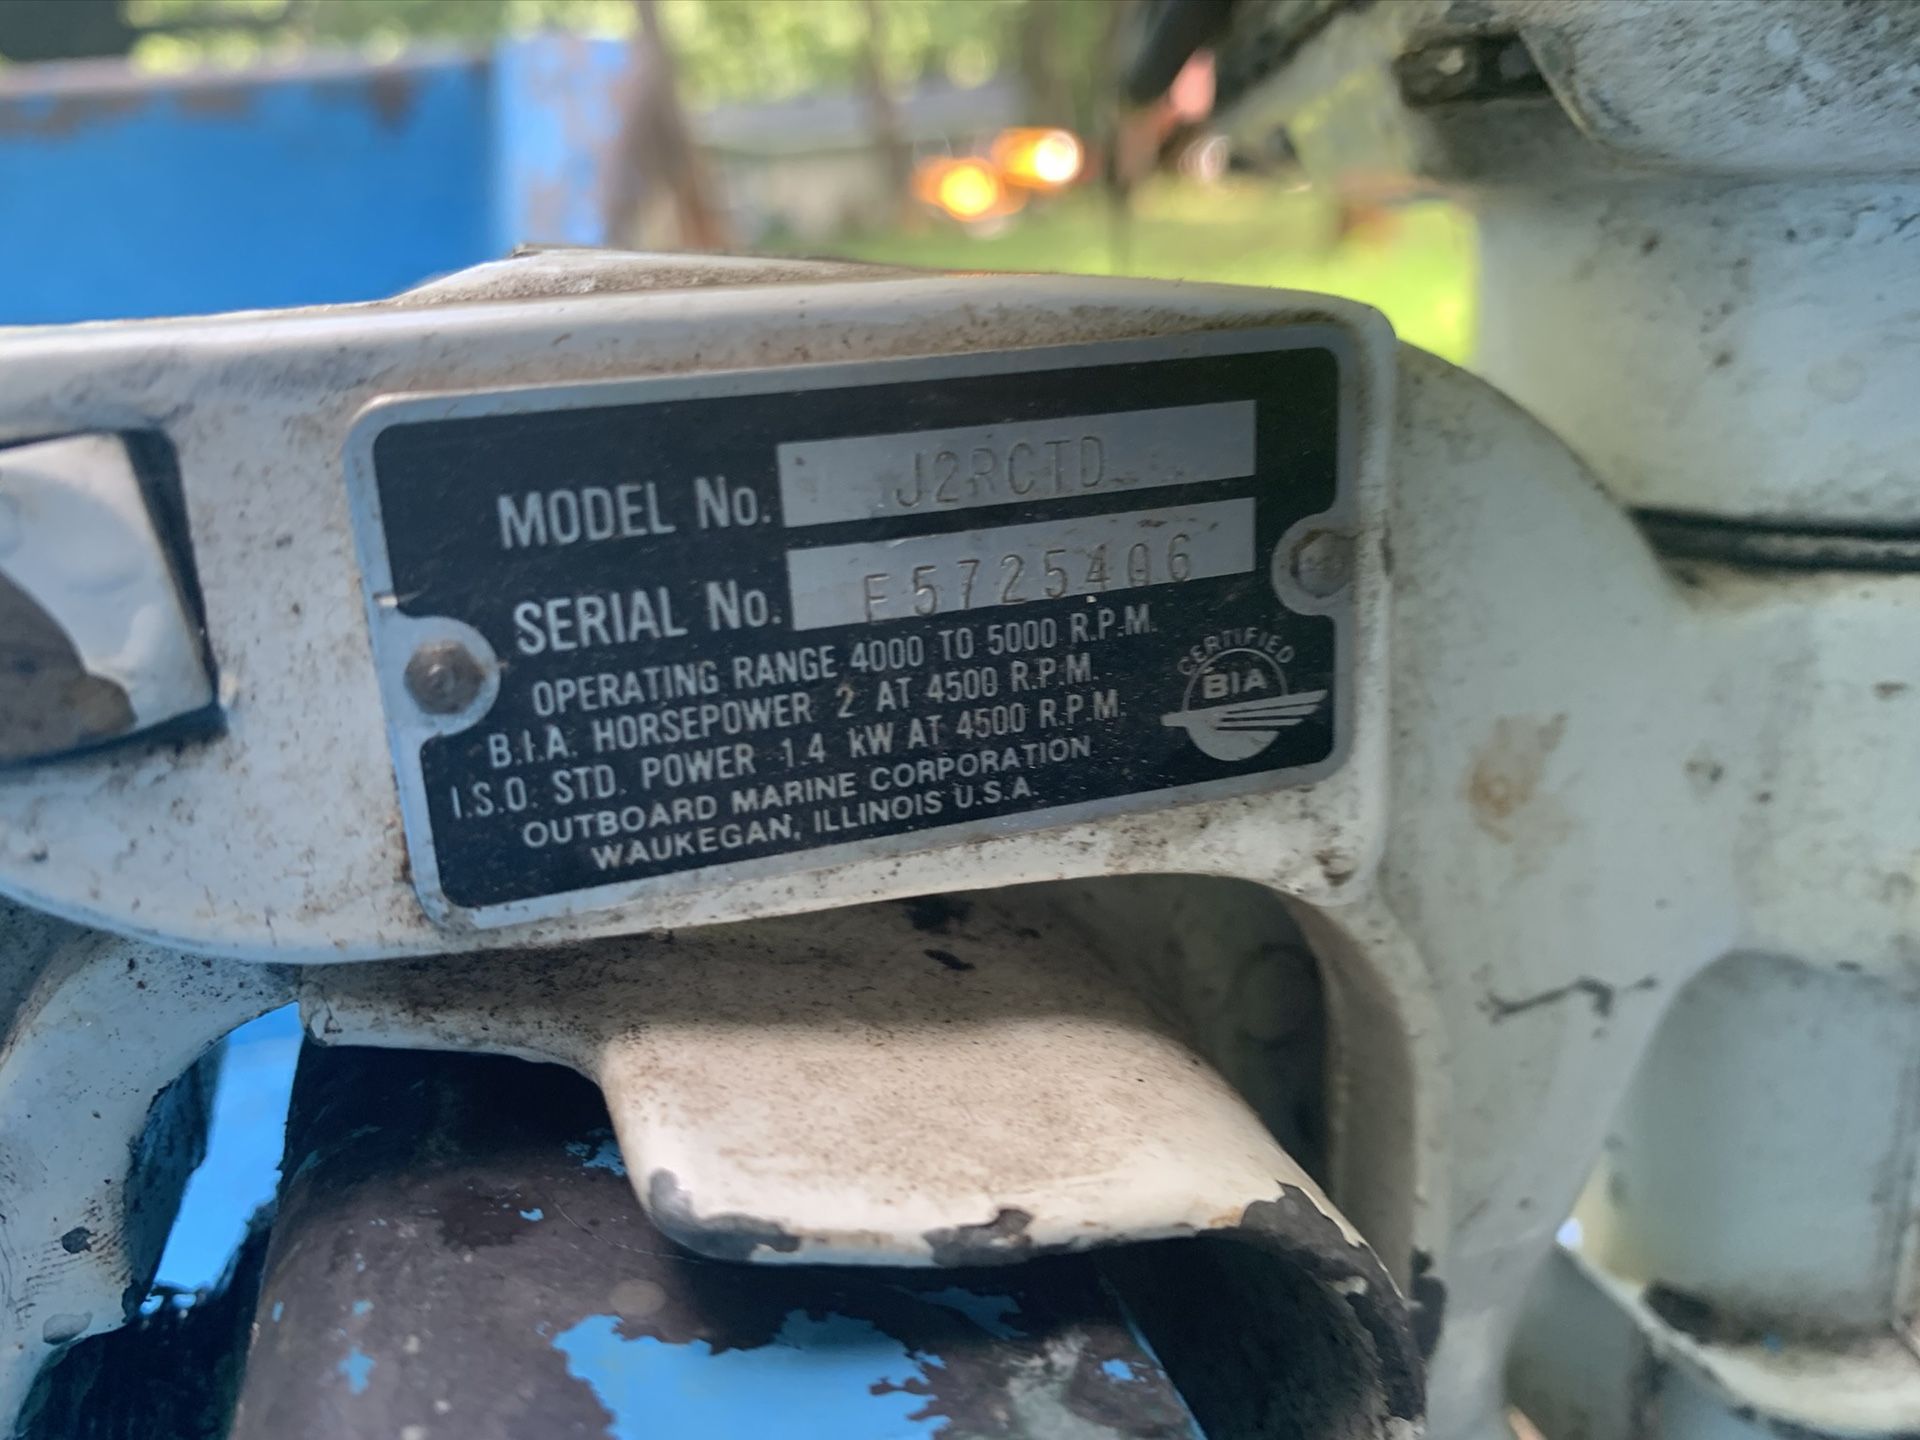 MODEL No. J2RCTD
SERIAL No. E5725406
OPERATING RANGE 4000 TO 5000 R.P.M.
B.I.A. HORSEPOWER 2 AT 4500 R.P.M.
I.S.O. STD. POWER 1.4 kW AT 4500 R.P.M.
OUTBOARD MARINE CORPORATION
WAUKEGAN, ILLINOIS U.S.A.
CERTIFIED
BIA